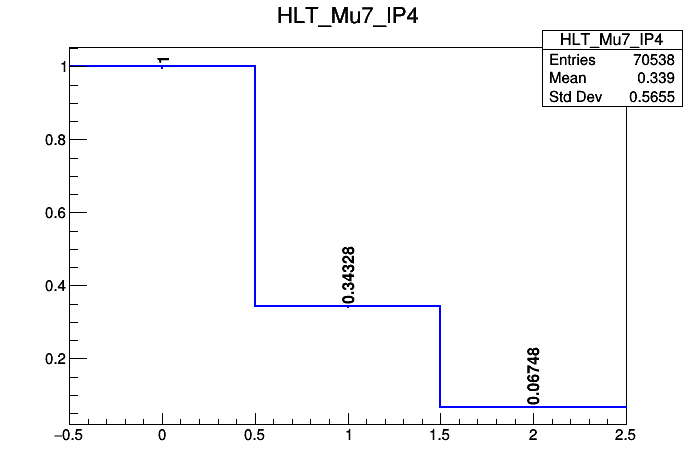 HLT_Mu7_IP4
HLT_Mu7_IP4
Entries 70538
Mean 0.339
Std Dev 0.5655
1
0.8
0.6
0.4
0.2
1
0.34328
0.06748
−0.5 0 0.5 1 1.5 2 2.5